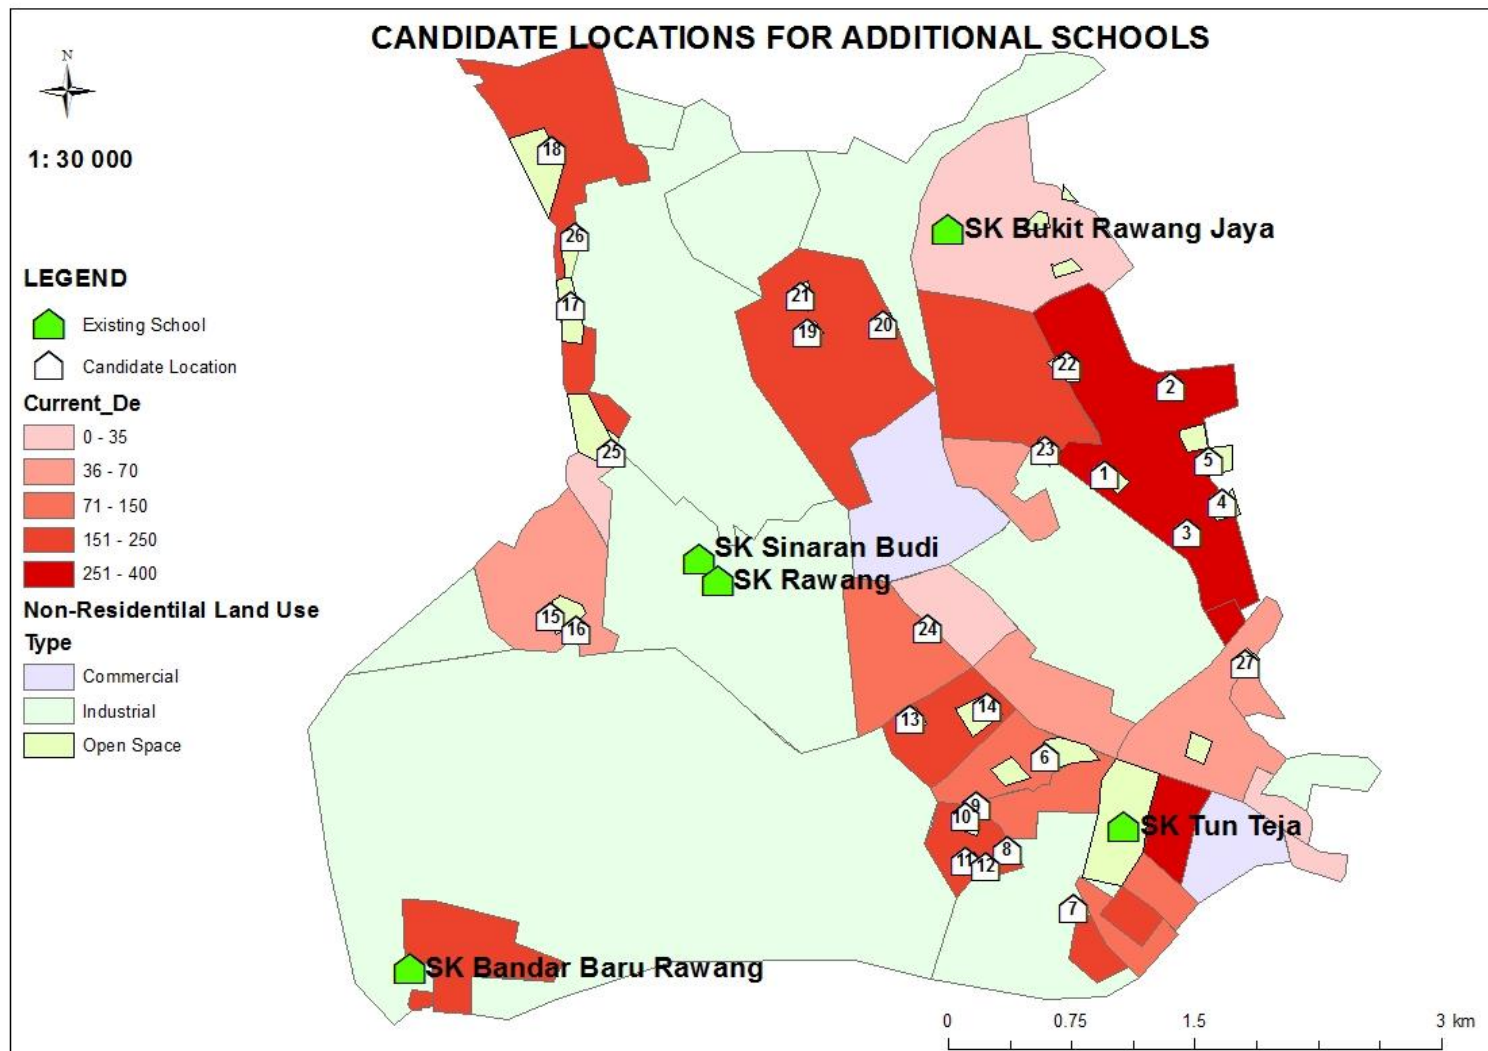 CANDIDATE LOCATIONS FOR ADDITIONAL SCHOOLS
N
1: 30 000
LEGEND
Existing School
Candidate Location
Current_De
0 - 35
36 - 70
71 - 150
151 - 250
251 - 400
Non-Residentilal Land Use
Type
Commercial
Industrial
Open Space
18
26
17
25
21
19
20
SK Bukit Rawang Jaya
22
2
23
1
5
4
3
SK Sinaran Budi
SK Rawang
15
16
24
27
13
14
6
9
10
8
11
12
SK Tun Teja
7
SK Bandar Baru Rawang
0 0.75 1.5 3 km